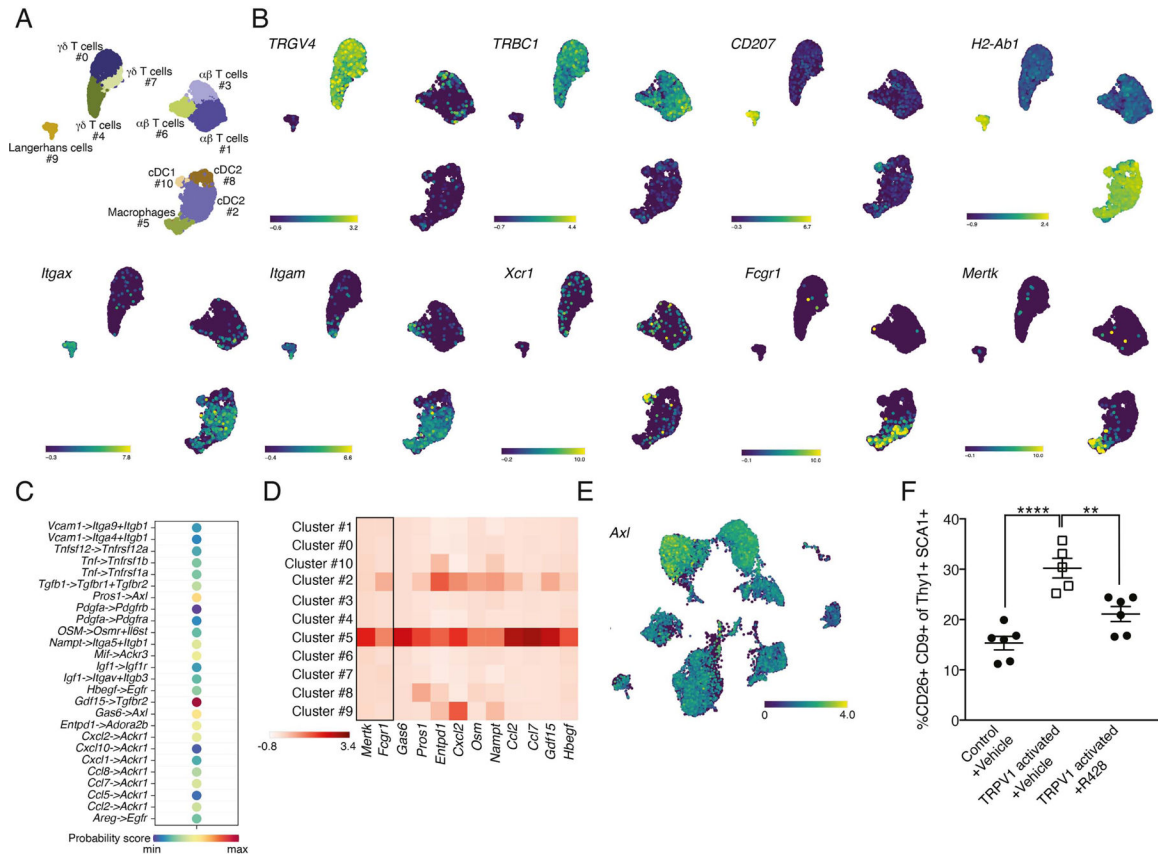 A
γδ T cells
#0
γδ T cells
#7
αβ T cells
#3
γδ T cells
#4
αβ T cells
#6
αβ T cells
#1
Langerhans cells
#9
cDC1
#10
cDC2
#8
cDC2
#2
Macrophages
#5
B
TRGV4
-0.6 3.2
TRBC1
-0.7 4.4
CD207
-0.3 6.7
H2-Ab1
-0.9 2.4
Itgax
-0.3 7.8
Itgam
-0.4 6.6
Xcr1
-0.2 10.0
Fcgr1
-0.1 10.0
Mertk
-0.1 10.0
C
Vcam1->Itga9+Itgb1
Vcam1->Itga4+Itgb1
Tnfsf12->Tnfrsf12a
Tnf->Tnfrsf1b
Tnf->Tnfrsf1a
Tgfb1->Tgfbr1+Tgfbr2
Pros1->Axl
Pdgfa->Pdgfrb
Pdgfa->Pdgfra
OSM->Osmr+Il6st
Nampt->Itga5+Itgb1
Mif->Ackr3
Igf1->Igf1r
Igf1->Itgav+Itgb3
Hbegf->Egfr
Gdf15->Tgfbr2
Gas6->Axl
Entpd1->Adora2b
Cxcl2->Ackr1
Cxcl10->Ackr1
Cxcl1->Ackr1
Ccl8->Ackr1
Ccl7->Ackr1
Ccl5->Ackr1
Ccl2->Ackr1
Areg->Egfr
Probability score
min max
D
Cluster #1
Cluster #0
Cluster #10
Cluster #2
Cluster #3
Cluster #4
Cluster #5
Cluster #6
Cluster #7
Cluster #8
Cluster #9
-0.8 3.4
Mertk
Fcgr1
Gas6
Pros1
Entpd1
Cxcl2
Osm
Nampt
Ccl2
Ccl7
Gdf15
Hbegf
E
Axl
0 4.0
F
%CD26+ CD9+ of Thy1+ SCA1+
40
30
20
10
0
**** **
Control
+Vehicle
TRPV1 activated
+Vehicle
TRPV1 activated
+R428